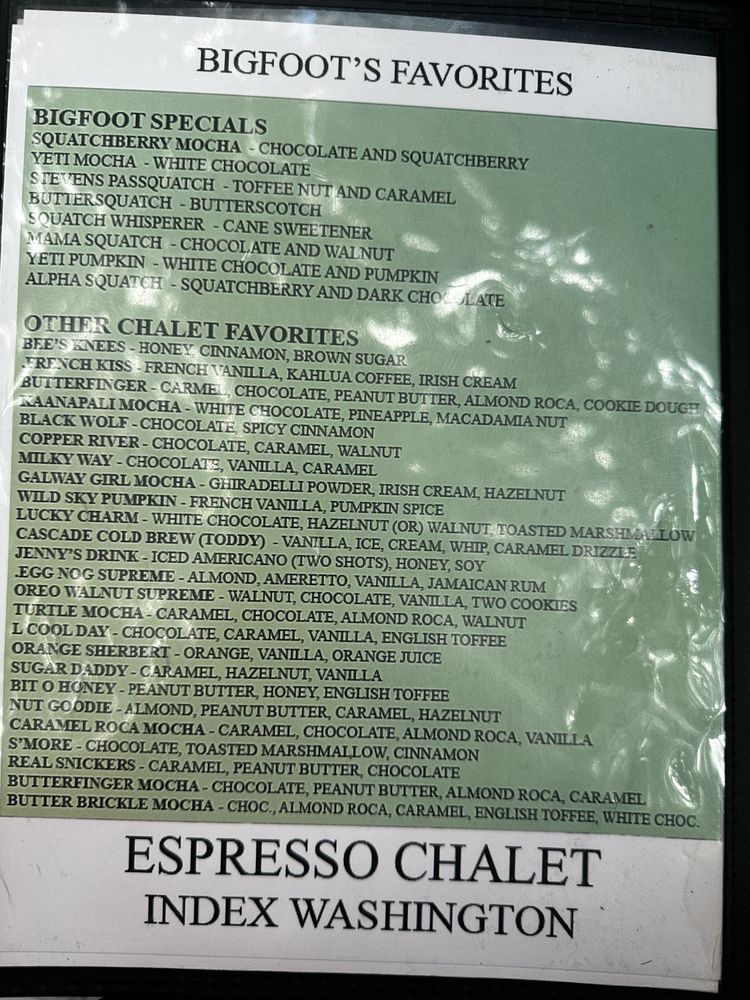 BIGFOOT'S FAVORITES
BIGFOOT SPECIALS
SQUATCHBERRY MOCHA - CHOCOLATE AND SQUATCHBERRY
YETI MOCHA - WHITE CHOCOLATE
STEVENS PASSQUATCH - TOFFEE NUT AND CARAMEL
BUTTERSQUATCH - BUTTERSCOTCH
SQUATCH WHISPERER - CANE SWEETENER
MAMA SQUATCH - CHOCOLATE AND WALNUT
YETI PUMPKIN - WHITE CHOCOLATE AND PUMPKIN
ALPHA SQUATCH - SQUATCHBERRY AND DARK CHOCOLATE
OTHER CHALET FAVORITES
BEE'S KNEES - HONEY, CINNAMON, BROWN SUGAR
.FRENCH KISS - FRENCH VANILLA, KAHLUA COFFEE, IRISH CREAM
BUTTERFINGER - CARMEL, CHOCOLATE, PEANUT BUTTER, ALMOND ROCA, COOKIE DOUGH
KAANAPALI MOCHA - WHITE CHOCOLATE, PINEAPPLE, MACADAMIA NUT
BLACK WOLF - CHOCOLATE, SPICY CINNAMON
COPPER RIVER - CHOCOLATE, CARAMEL, WALNUT
MILKY WAY - CHOCOLATE, VANILLA, CARAMEL
GALWAY GIRL MOCHA - GHIRADELLI POWDER, IRISH CREAM, HAZELNUT
WILD SKY PUMPKIN - FRENCH VANILLA, PUMPKIN SPICE
LUCKY CHARM - WHITE CHOCOLATE, HAZELNUT (OR) WALNUT, TOASTED MARSHMALLOW
CASCADE COLD BREW (TODDY) - VANILLA, ICE, CREAM, WHIP, CARAMEL DRIZZLE
JENNY'S DRINK - ICED AMERICANO (TWO SHOTS), HONEY, SOY
.EGG NOG SUPREME - ALMOND, AMERETTO, VANILLA, JAMAICAN RUM
OREO WALNUT SUPREME - WALNUT, CHOCOLATE, VANILLA, TWO COOKIES
TURTLE MOCHA - CARAMEL, CHOCOLATE, ALMOND ROCA, WALNUT
L COOL DAY - CHOCOLATE, CARAMEL, VANILLA, ENGLISH TOFFEE
ORANGE SHERBERT - ORANGE, VANILLA, ORANGE JUICE
SUGAR DADDY - CARAMEL, HAZELNUT, VANILLA
BIT O HONEY - PEANUT BUTTER, HONEY, ENGLISH TOFFEE
NUT GOODIE - ALMOND, PEANUT BUTTER, CARAMEL, HAZELNUT
CARAMEL ROCA MOCHA - CARAMEL, CHOCOLATE, ALMOND ROCA, VANILLA
S'MORE - CHOCOLATE, TOASTED MARSHMALLOW, CINNAMON
REAL SNICKERS - CARAMEL, PEANUT BUTTER, CHOCOLATE
BUTTERFINGER MOCHA - CHOCOLATE, PEANUT BUTTER, ALMOND ROCA, CARAMEL
BUTTER BRICKLE MOCHA - CHOC., ALMOND ROCA, CARAMEL, ENGLISH TOFFEE, WHITE CHOC.
ESPRESSO CHALET
INDEX WASHINGTON